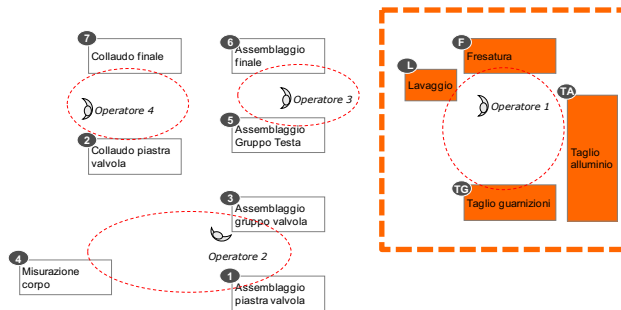 7
Collaudo finale
Operatore 4
2
Collaudo piastra
valvola
6
Assemblaggio
finale
Operatore 3
5
Assemblaggio
Gruppo Testa
F
Fresatura
L
Lavaggio
Operatore 1
TA
Taglio
alluminio
TG
Taglio guarnizioni
3
Assemblaggio
gruppo valvola
Operatore 2
4
Misurazione
corpo
1
Assemblaggio
piastra valvola